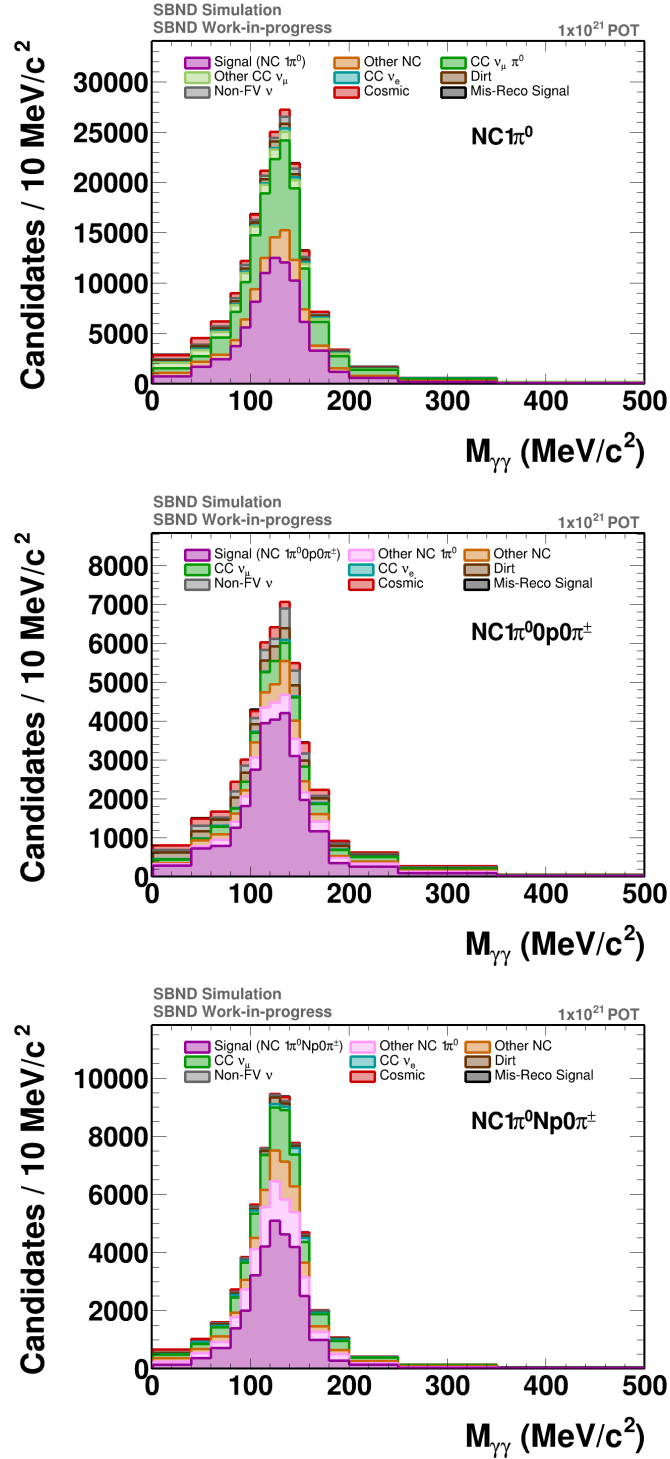 SBND Simulation
SBND Work-in-progress 1x10²¹ POT
Signal (NC 1π⁰) Other NC CC νμ π⁰
Other CC νμ CC νe Dirt
Non-FV ν Cosmic Mis-Reco Signal
NC1π⁰
Candidates / 10 MeV/c²
30000
25000
20000
15000
10000
5000
0
0 100 200 300 400 500
Mγγ (MeV/c²)
SBND Simulation
SBND Work-in-progress 1x10²¹ POT
Signal (NC 1π⁰0p0π±) Other NC 1π⁰ Other NC
CC νμ CC νe Dirt
Non-FV ν Cosmic Mis-Reco Signal
NC1π⁰0p0π±
Candidates / 10 MeV/c²
8000
7000
6000
5000
4000
3000
2000
1000
0
0 100 200 300 400 500
Mγγ (MeV/c²)
SBND Simulation
SBND Work-in-progress 1x10²¹ POT
Signal (NC 1π⁰Np0π±) Other NC 1π⁰ Other NC
CC νμ CC νe Dirt
Non-FV ν Cosmic Mis-Reco Signal
NC1π⁰Np0π±
Candidates / 10 MeV/c²
10000
8000
6000
4000
2000
0
0 100 200 300 400 500
Mγγ (MeV/c²)